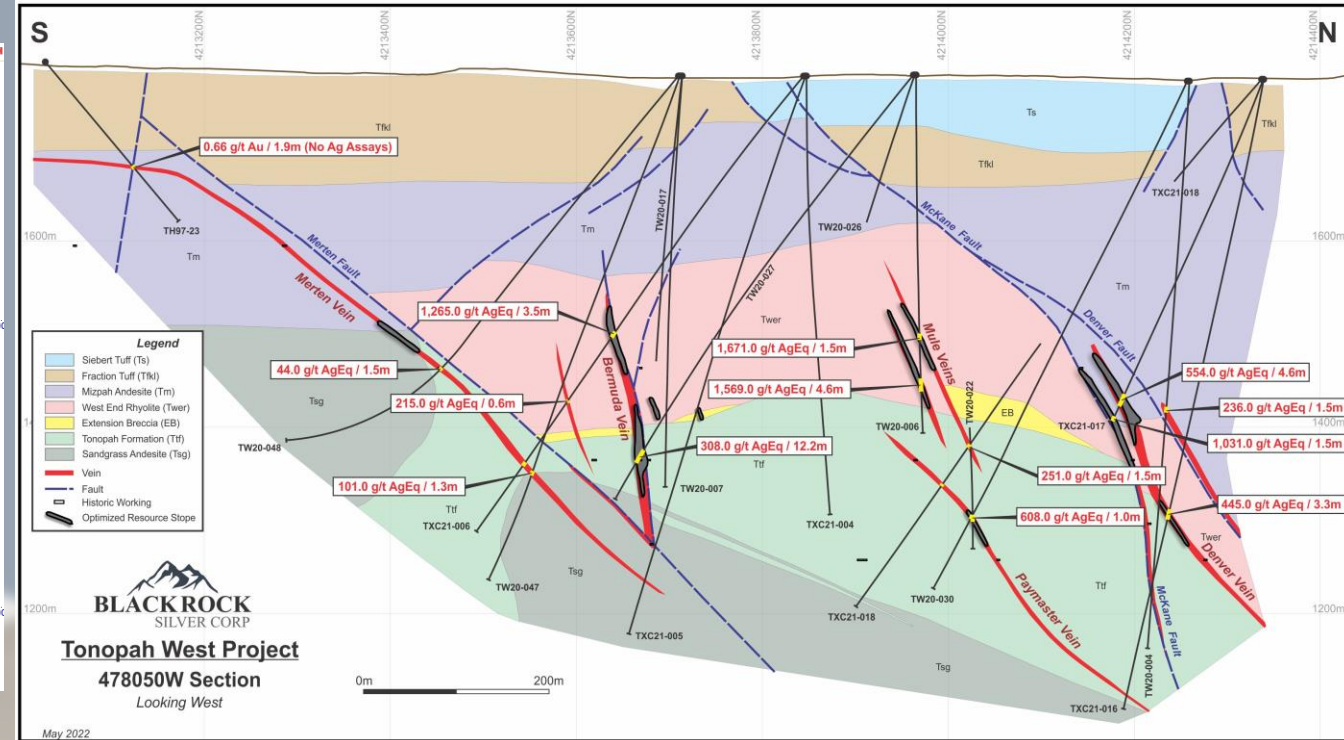 S
N
4213200N
4213400N
4213600N
4213800N
4214000N
4214200N
4214400N
Tfkl
Ts
Tfkl
Tfkl
0.66 g/t Au / 1.9m (No Ag Assays)
TH97-23
Tm
Tm
Tm
TW20-017
TW20-026
TXC21-018
1600m
1600m
McKane Fault
Merten Fault
Merten Vein
TW20-027
Twer
1,265.0 g/t AgEq / 3.5m
Denver Fault
Mule Veins
1,671.0 g/t AgEq / 1.5m
Bermuda Vein
44.0 g/t AgEq / 1.5m
554.0 g/t AgEq / 4.6m
1,569.0 g/t AgEq / 4.6m
TW20-022
215.0 g/t AgEq / 0.6m
236.0 g/t AgEq / 1.5m
Tsg
EB
TW20-006
TXC21-017
1400m
1400m
1,031.0 g/t AgEq / 1.5m
TW20-048
308.0 g/t AgEq / 12.2m
Ttf
251.0 g/t AgEq / 1.5m
101.0 g/t AgEq / 1.3m
TW20-007
445.0 g/t AgEq / 3.3m
Ttf
TXC21-006
TXC21-004
608.0 g/t AgEq / 1.0m
Twer
Tsg
Denver Vein
TW20-047
TW20-030
Ttf
Paymaster Vein
McKane Fault
1200m
1200m
TXC21-018
TXC21-005
TW20-004
Tsg
TXC21-016
Legend
Siebert Tuff (Ts)
Fraction Tuff (Tfkl)
Mizpah Andesite (Tm)
West End Rhyolite (Twer)
Extension Breccia (EB)
Tonopah Formation (Ttf)
Sandgrass Andesite (Tsg)
Vein
Fault
Historic Working
Optimized Resource Stope
BLACKROCK
SILVER CORP
Tonopah West Project
478050W Section
Looking West
0m
200m
May 2022